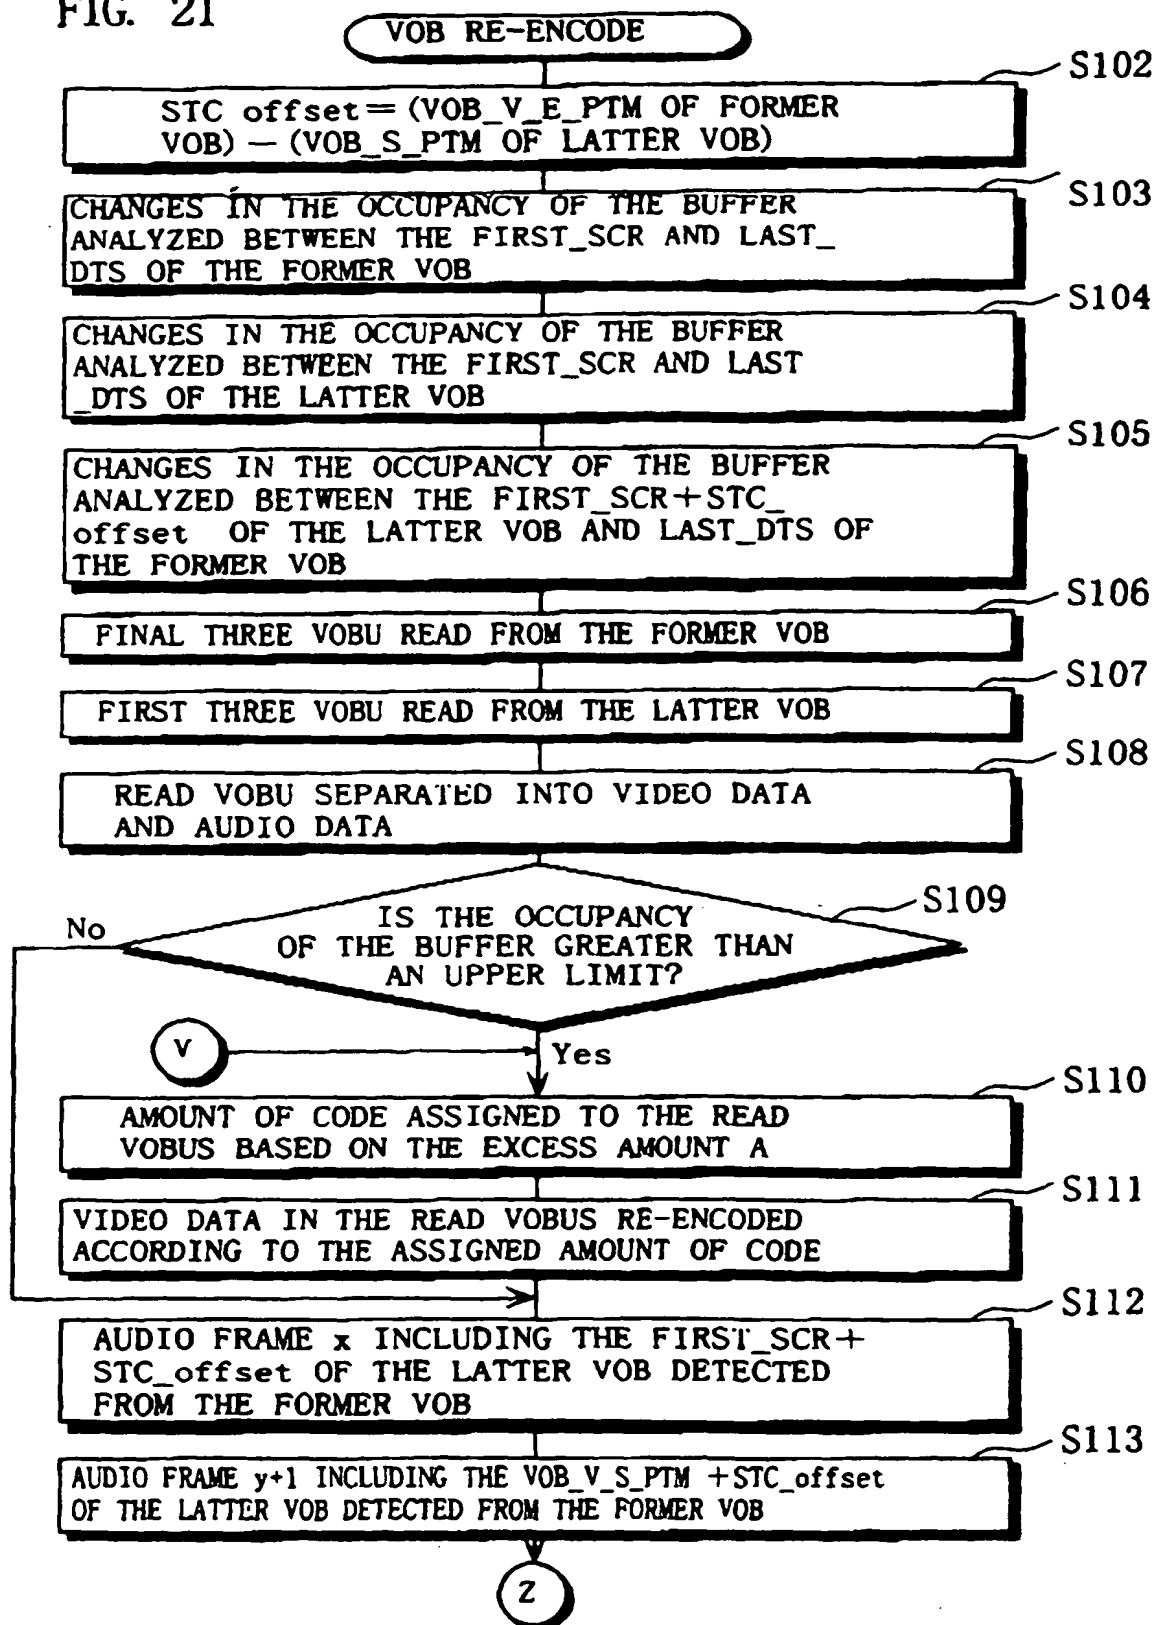 FIG. 21
VOB RE-ENCODE
S102
STC offset=(VOB_V_E_PTM OF FORMER
VOB)-(VOB_S_PTM OF LATTER VOB)
S103
CHANGES IN THE OCCUPANCY OF THE BUFFER
ANALYZED BETWEEN THE FIRST_SCR AND LAST_
DTS OF THE FORMER VOB
S104
CHANGES IN THE OCCUPANCY OF THE BUFFER
ANALYZED BETWEEN THE FIRST_SCR AND LAST
_DTS OF THE LATTER VOB
S105
CHANGES IN THE OCCUPANCY OF THE BUFFER
ANALYZED BETWEEN THE FIRST_SCR+STC_
offset OF THE LATTER VOB AND LAST_DTS OF
THE FORMER VOB
S106
FINAL THREE VOBU READ FROM THE FORMER VOB
S107
FIRST THREE VOBU READ FROM THE LATTER VOB
S108
READ VOBU SEPARATED INTO VIDEO DATA
AND AUDIO DATA
S109
No
IS THE OCCUPANCY
OF THE BUFFER GREATER THAN
AN UPPER LIMIT?
V
Yes
S110
AMOUNT OF CODE ASSIGNED TO THE READ
VOBUS BASED ON THE EXCESS AMOUNT A
S111
VIDEO DATA IN THE READ VOBUS RE-ENCODED
ACCORDING TO THE ASSIGNED AMOUNT OF CODE
S112
AUDIO FRAME x INCLUDING THE FIRST_SCR+
STC_offset OF THE LATTER VOB DETECTED
FROM THE FORMER VOB
S113
AUDIO FRAME y+1 INCLUDING THE VOB_V_S_PTM +STC_offset
OF THE LATTER VOB DETECTED FROM THE FORMER VOB
Z